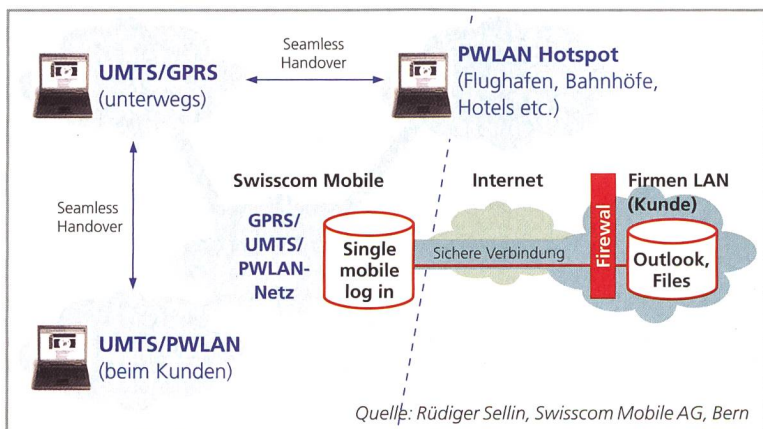 Seamless
Handover
UMTS/GPRS
(unterwegs)
PWLAN Hotspot
(Flughafen, Bahnhöfe,
Hotels etc.)
Seamless
Handover
Swisscom Mobile
Internet
Firmen LAN
(Kunde)
GPRS/
UMTS/
PWLAN-
Netz
Single
mobile
log in
Sichere Verbindung
Firewal
Outlook,
Files
UMTS/PWLAN
(beim Kunden)
Quelle: Rüdiger Sellin, Swisscom Mobile AG, Bern